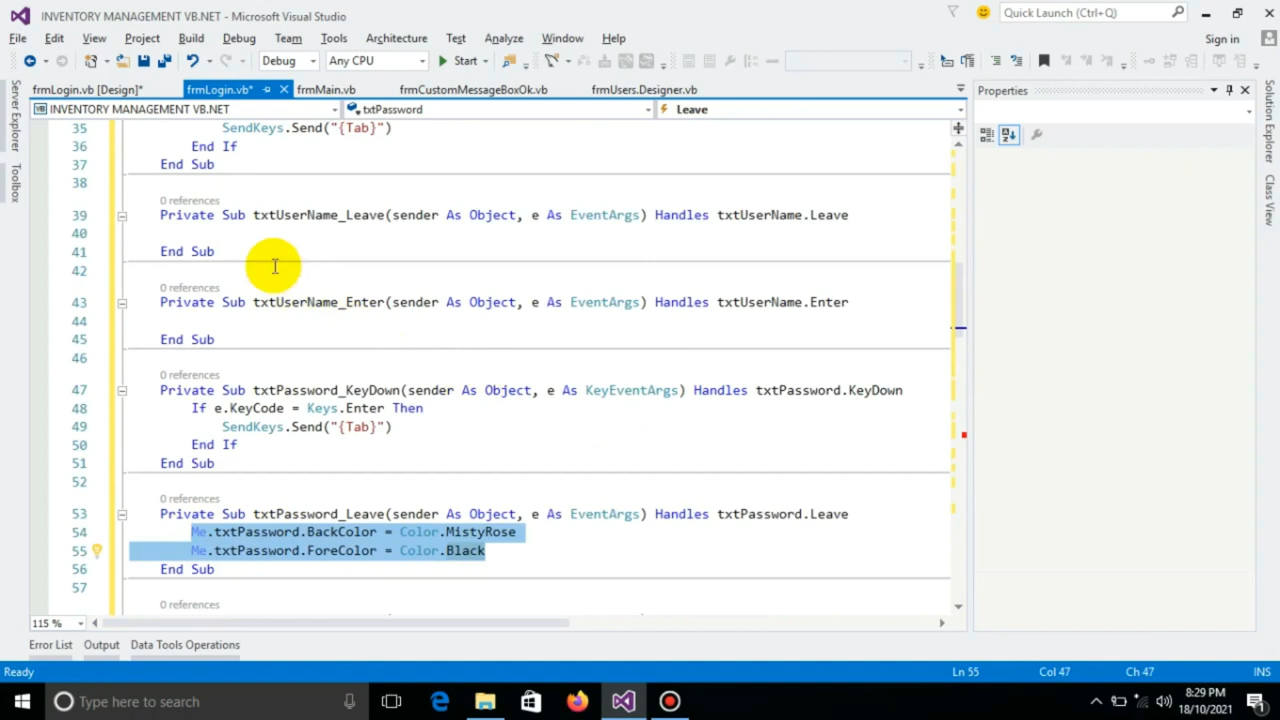 INVENTORY MANAGEMENT VB.NET - Microsoft Visual Studio
Quick Launch (Ctrl+Q)
File Edit View Project Build Debug Team Tools Architecture Test Analyze Window Help
Sign in
Debug Any CPU Start
frmLogin.vb [Design]* frmLogin.vb* frmMain.vb frmCustomMessageBoxOk.vb frmUsers.Designer.vb
Properties
INVENTORY MANAGEMENT VB.NET txtPassword Leave
Server Explorer
Toolbox
Solution Explorer
Class View
35 SendKeys.Send("{Tab}")
36 End If
37 End Sub
38
0 references
39 Private Sub txtUserName_Leave(sender As Object, e As EventArgs) Handles txtUserName.Leave
40
41 End Sub
42
0 references
43 Private Sub txtUserName_Enter(sender As Object, e As EventArgs) Handles txtUserName.Enter
44
45 End Sub
46
0 references
47 Private Sub txtPassword_KeyDown(sender As Object, e As KeyEventArgs) Handles txtPassword.KeyDown
48 If e.KeyCode = Keys.Enter Then
49 SendKeys.Send("{Tab}")
50 End If
51 End Sub
52
0 references
53 Private Sub txtPassword_Leave(sender As Object, e As EventArgs) Handles txtPassword.Leave
54 Me.txtPassword.BackColor = Color.MistyRose
55 Me.txtPassword.ForeColor = Color.Black
56 End Sub
57
0 references
115 %
Error List Output Data Tools Operations
Ready Ln 55 Col 47 Ch 47 INS
Type here to search
8:29 PM
18/10/2021